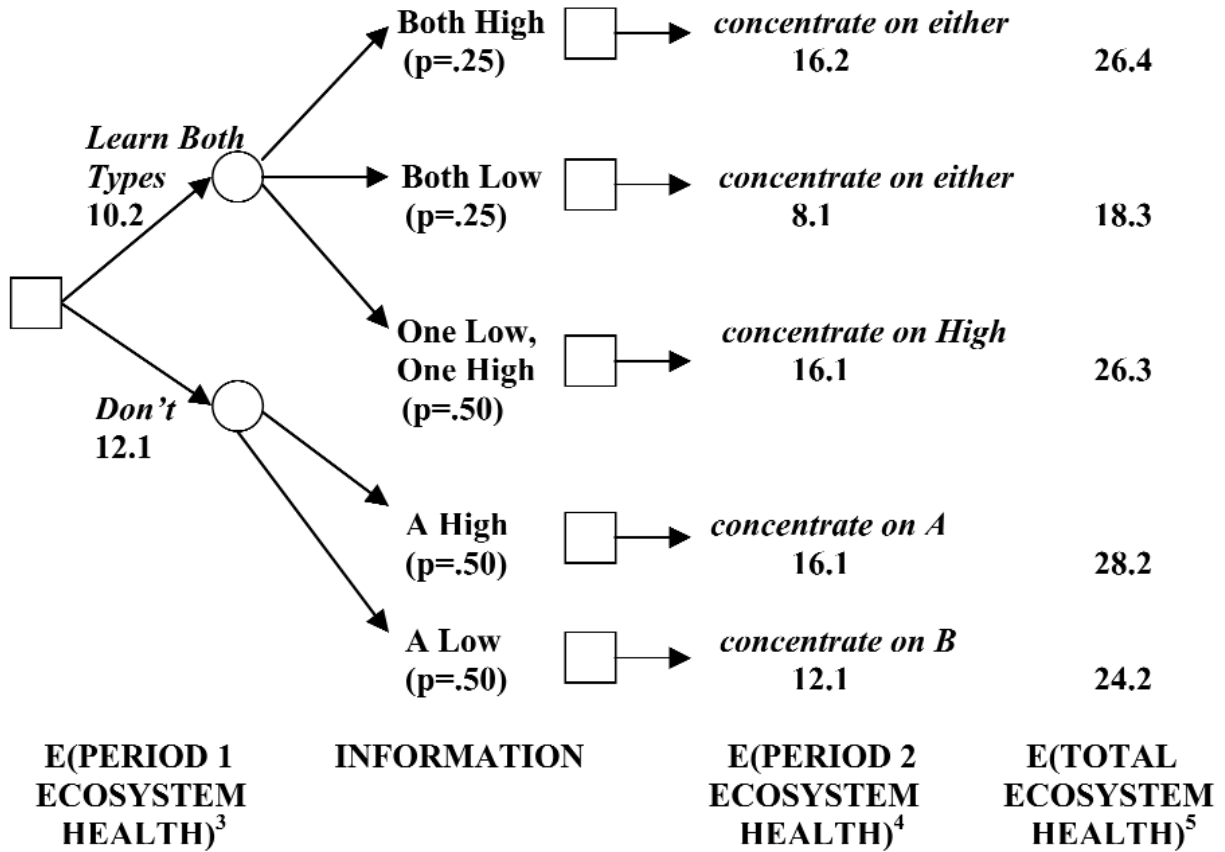 Both High
(p=.25)
concentrate on either
16.2
26.4
Learn Both
Types
10.2
Both Low
(p=.25)
concentrate on either
8.1
18.3
One Low,
One High
(p=.50)
concentrate on High
16.1
26.3
Don't
12.1
A High
(p=.50)
concentrate on A
16.1
28.2
A Low
(p=.50)
concentrate on B
12.1
24.2
E(PERIOD 1
ECOSYSTEM
HEALTH)³
INFORMATION
E(PERIOD 2
ECOSYSTEM
HEALTH)⁴
E(TOTAL
ECOSYSTEM
HEALTH)⁵